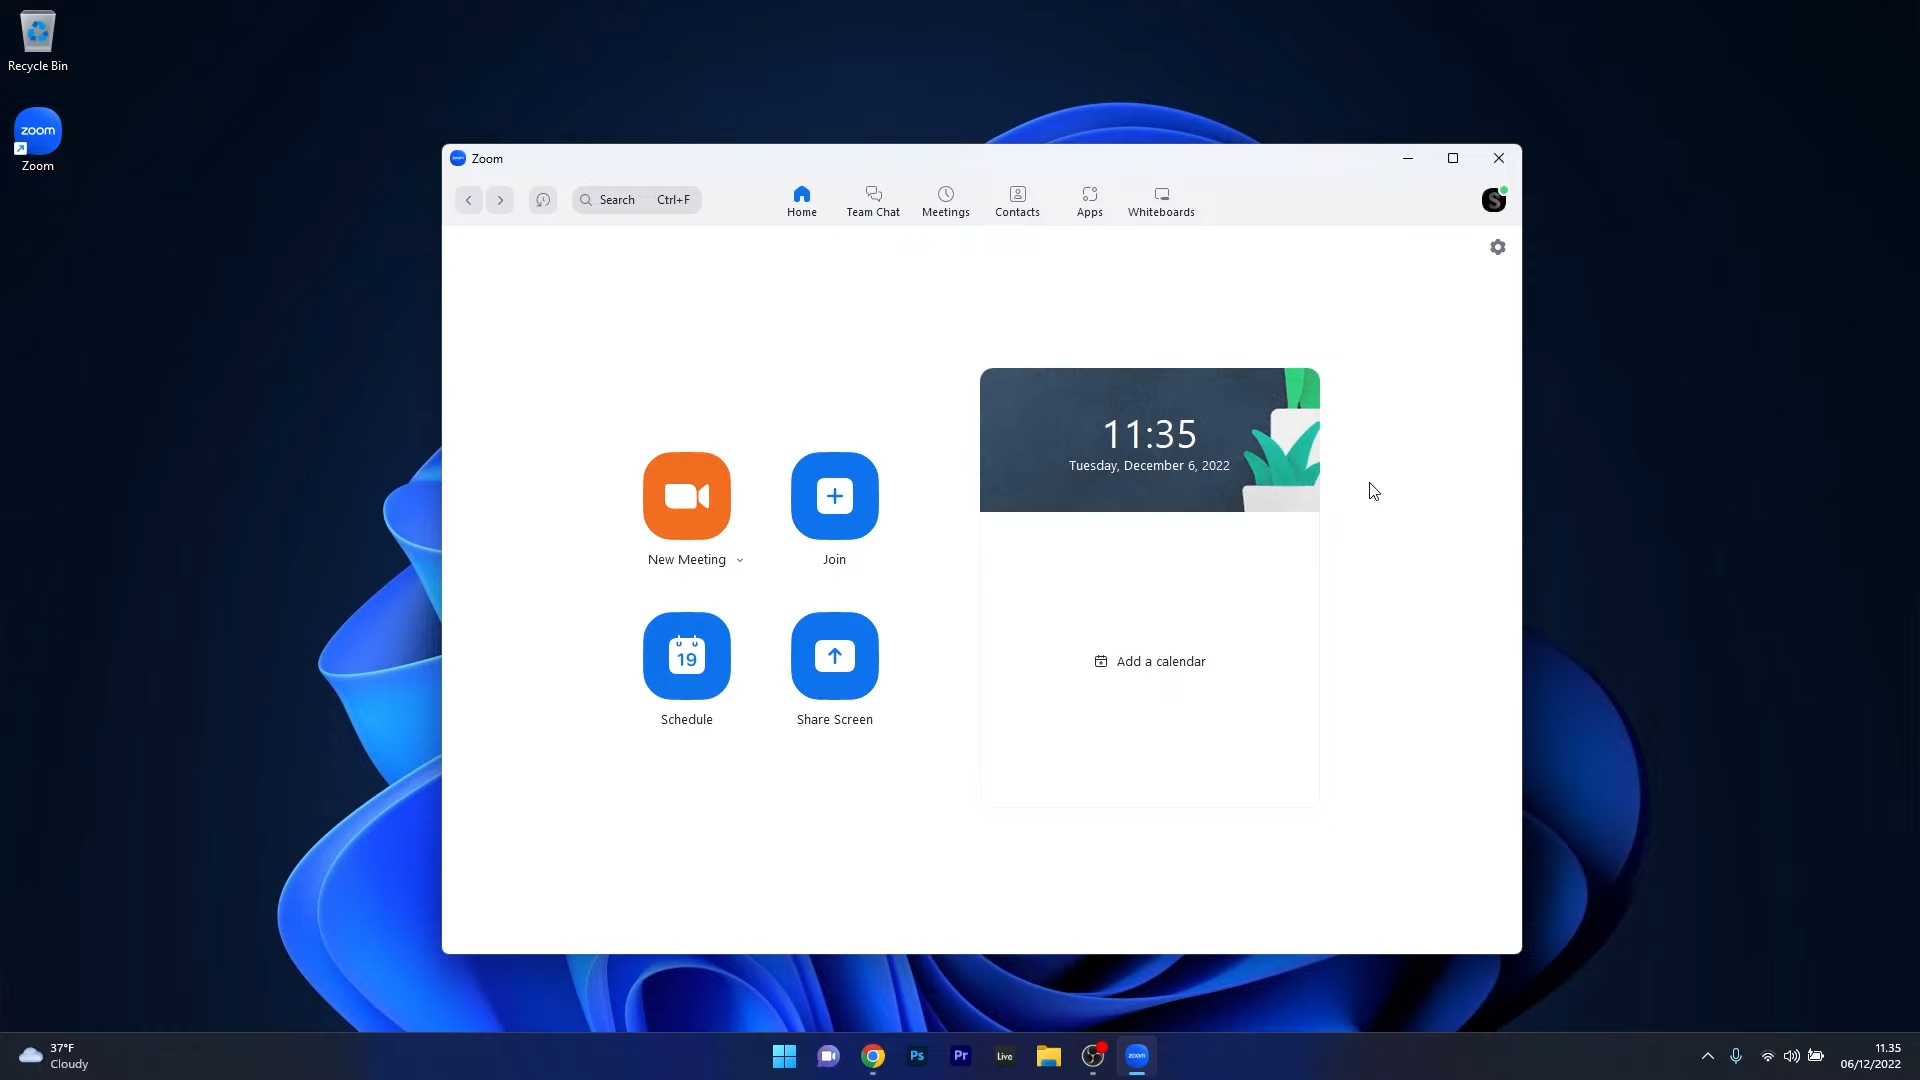 Recycle Bin
zoom
Zoom
Zoom
Search Ctrl+F
Home
Team Chat
Meetings
Contacts
Apps
Whiteboards
S
11:35
Tuesday, December 6, 2022
New Meeting
Join
19
Schedule
Share Screen
Add a calendar
37°F
Cloudy
Ps
Pr
Live
zoom
11.35
06/12/2022